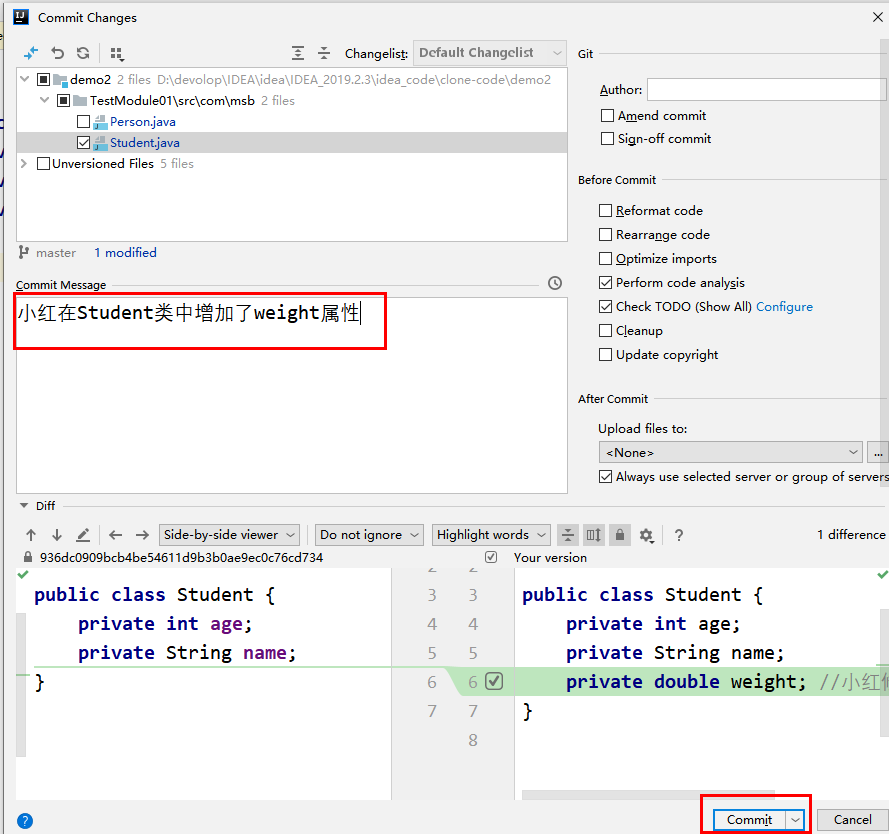 Commit Changes
Changelist: Default Changelist
demo2 2 files D:\devolop\IDEA\idea\IDEA_2019.2.3\idea_code\clone-code\demo2
TestModule01\src\com\msb 2 files
Person.java
Student.java
Unversioned Files 5 files
master 1 modified
Commit Message
小红在Student类中增加了weight属性
Git
Author:
Amend commit
Sign-off commit
Before Commit
Reformat code
Rearrange code
Optimize imports
Perform code analysis
Check TODO (Show All) Configure
Cleanup
Update copyright
After Commit
Upload files to:
<None>
...
Always use selected server or group of servers
Diff
Side-by-side viewer Do not ignore Highlight words ? 1 difference
936dc0909bcb4be54611d9b3b0ae9ec0c76cd734 Your version
2 2
public class Student { 3 3 public class Student {
private int age; 4 4 private int age;
private String name; 5 5 private String name;
} 6 6 private double weight; //小红
7 7 }
8
? Commit Cancel